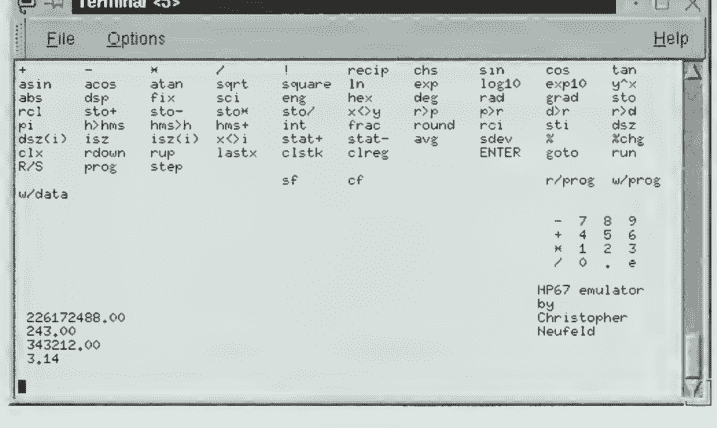 Terminal <5>
File Options Help
+ - * / ! recip chs sin cos tan
asin acos atan sqrt square ln exp log10 exp10 y^x
abs dsp fix sci eng hex deg rad grad sto
rcl sto+ sto- sto* sto/ x<>y r>p p>r d>r r>d
pi h>hms hms>h hms+ int frac round rci sti dsz
dsz(i) isz isz(i) x<>i stat+ stat- avg sdev % %chg
clx rdown rup lastx clstk clreg ENTER goto run
R/S prog step
sf cf r/prog w/prog
w/data
- 7 8 9
+ 4 5 6
* 1 2 3
/ 0 . e
HP67 emulator
by
Christopher
Neufeld
226172488.00
243.00
343212.00
3.14